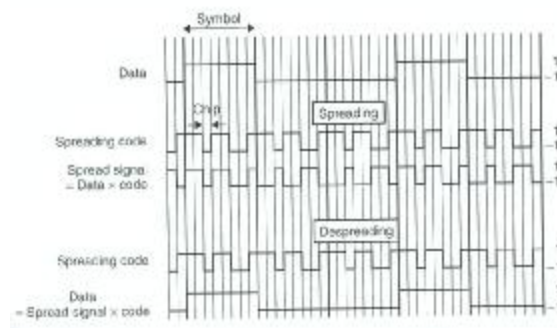 Symbol
Data
Chip
Spreading
Spreading code
Spread signal
= Data × code
Despreading
Spreading code
Data
= Spread signal × code